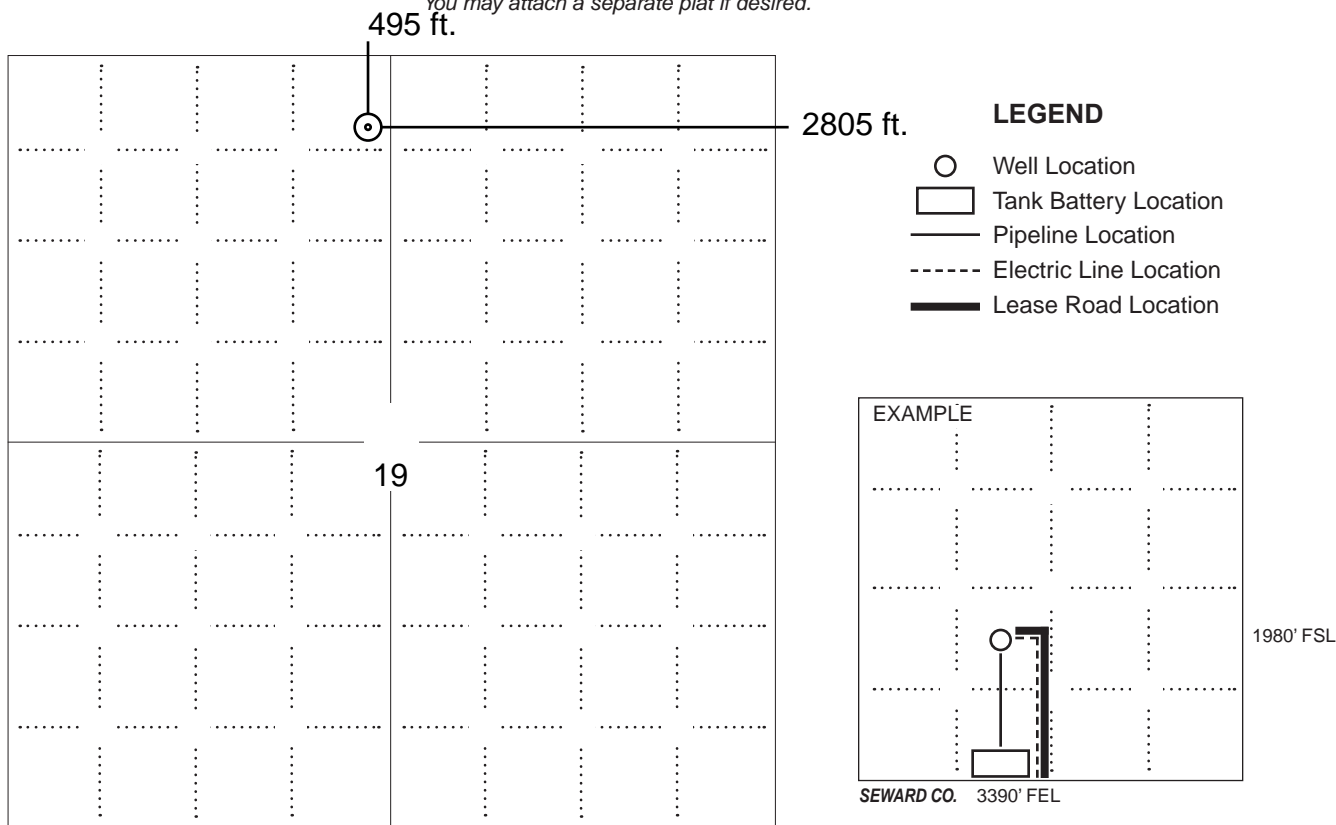 You may attach a separate plat if desired.
495 ft.
2805 ft.
LEGEND
Well Location
Tank Battery Location
Pipeline Location
Electric Line Location
Lease Road Location
19
EXAMPLE
1980' FSL
SEWARD CO. 3390' FEL